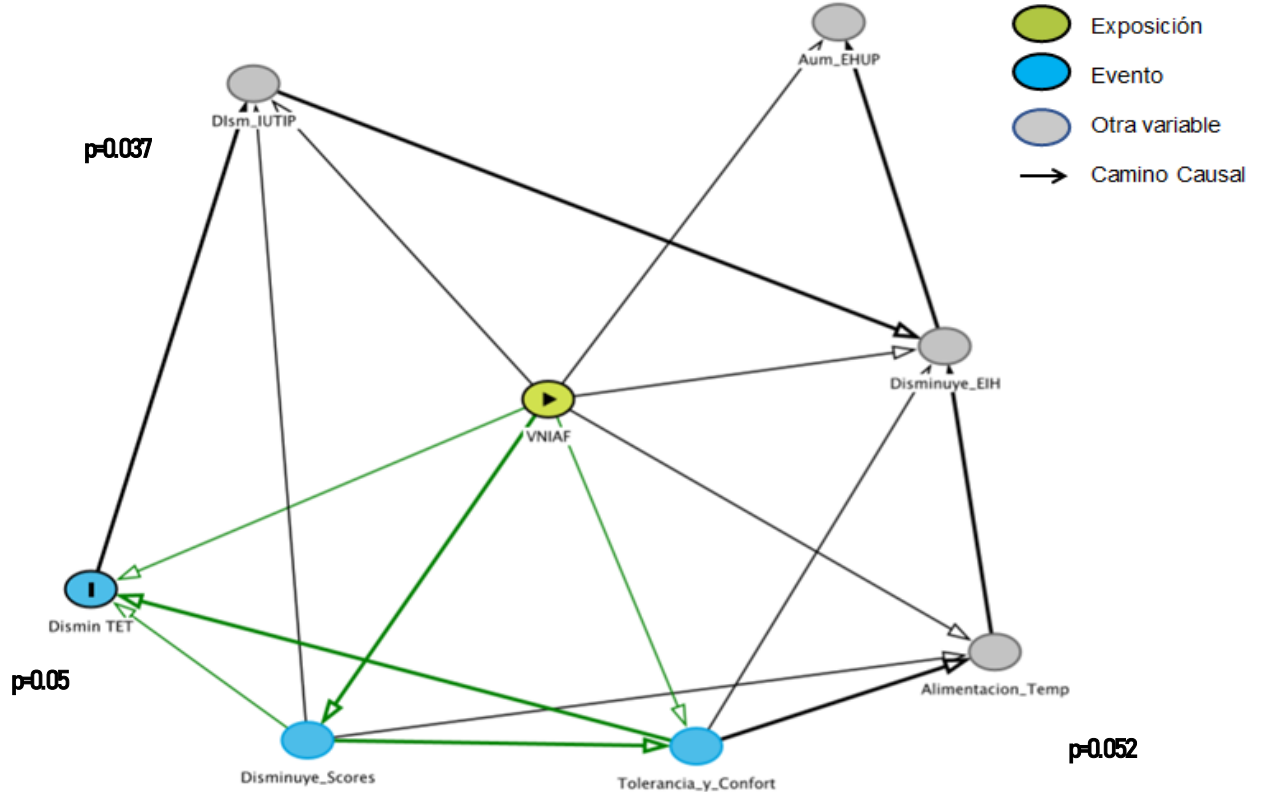 Exposición
Evento
Otra variable
Camino Causal
Aum_EHUP
DIsm_IUTIP
p=0.037
Disminuye_EIH
VNIAF
Dismin TET
p=0.05
Alimentacion_Temp
p=0.052
Disminuye_Scores
Tolerancia_y_Confort